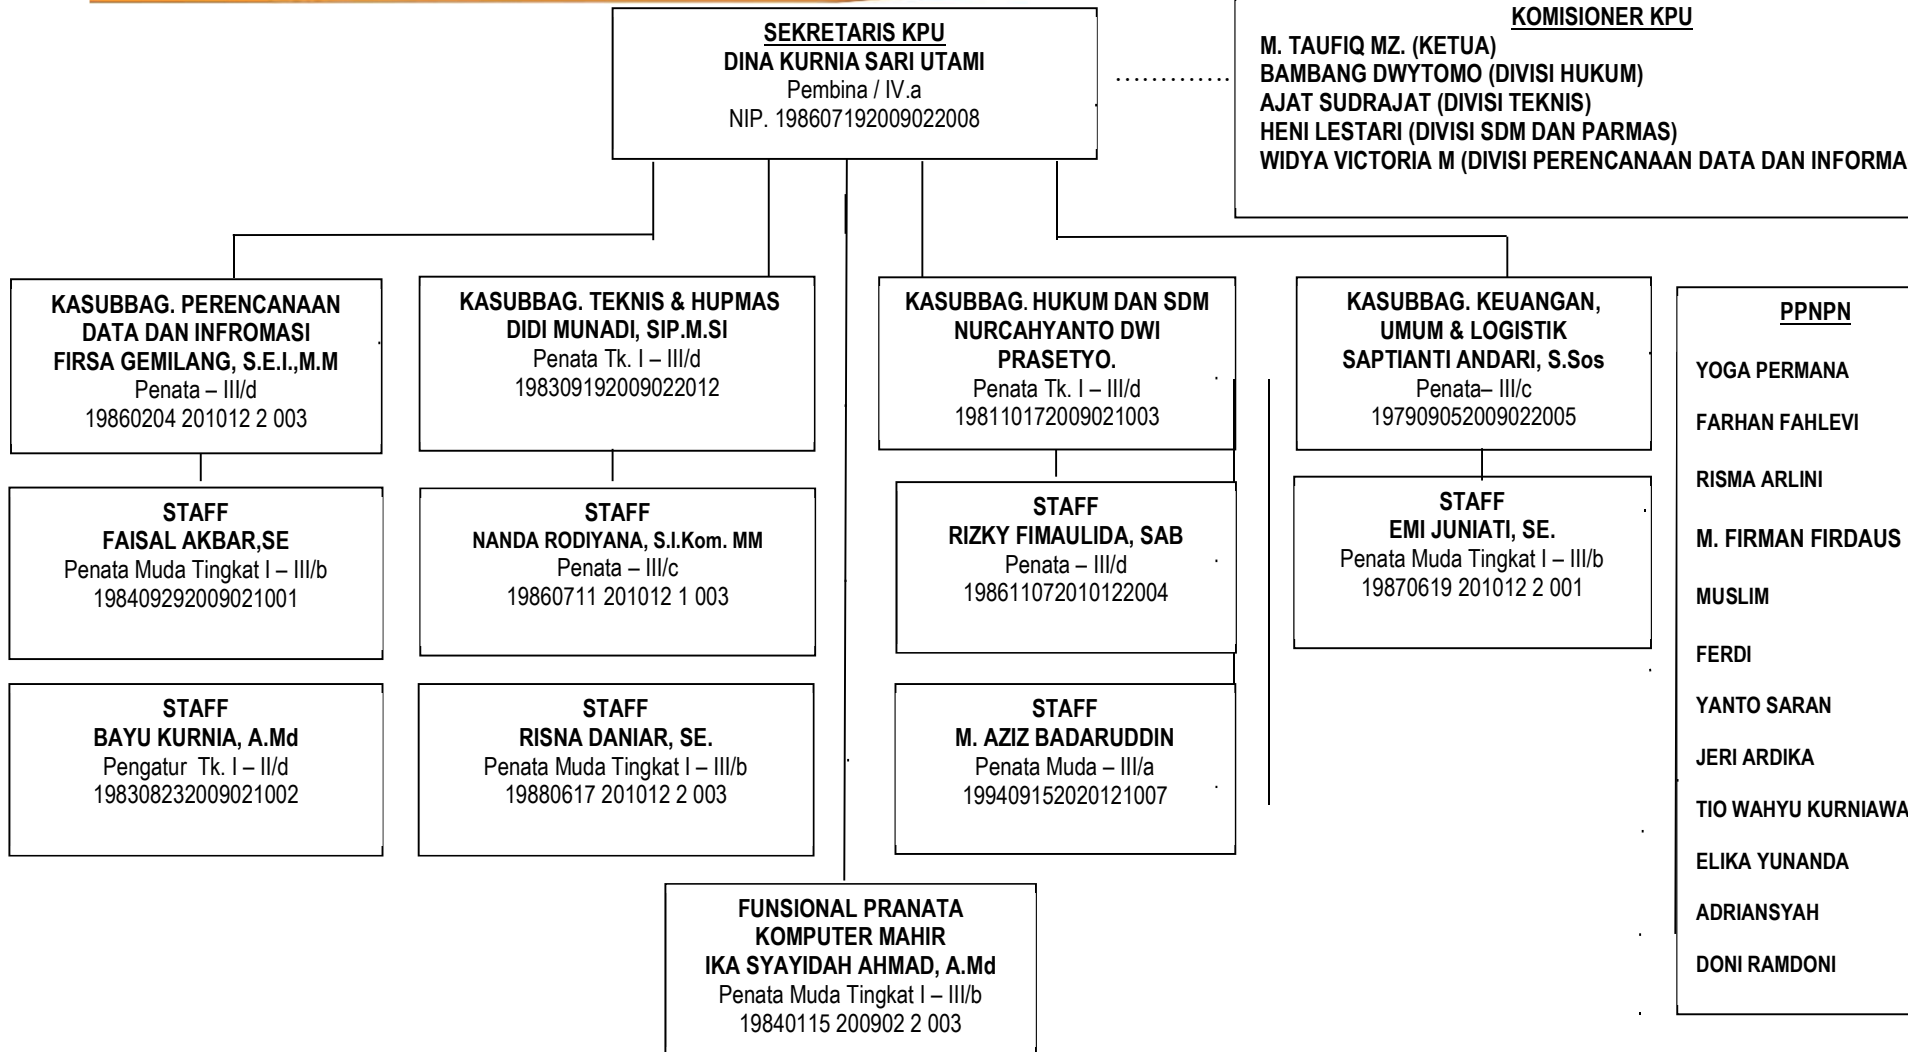 SEKRETARIS KPU
DINA KURNIA SARI UTAMI
Pembina / IV.a
NIP. 198607192009022008
………….
KOMISIONER KPU
M. TAUFIQ MZ. (KETUA)
BAMBANG DWYTOMO (DIVISI HUKUM)
AJAT SUDRAJAT (DIVISI TEKNIS)
HENI LESTARI (DIVISI SDM DAN PARMAS)
WIDYA VICTORIA M (DIVISI PERENCANAAN DATA DAN INFORMA
KASUBBAG. PERENCANAAN
DATA DAN INFROMASI
FIRSA GEMILANG, S.E.I.,M.M
Penata – III/d
19860204 201012 2 003
KASUBBAG. TEKNIS & HUPMAS
DIDI MUNADI, SIP.M.SI
Penata Tk. I – III/d
198309192009022012
KASUBBAG. HUKUM DAN SDM
NURCAHYANTO DWI
PRASETYO.
Penata Tk. I – III/d
198110172009021003
KASUBBAG. KEUANGAN,
UMUM & LOGISTIK
SAPTIANTI ANDARI, S.Sos
Penata– III/c
197909052009022005
STAFF
FAISAL AKBAR,SE
Penata Muda Tingkat I – III/b
198409292009021001
STAFF
NANDA RODIYANA, S.I.Kom. MM
Penata – III/c
19860711 201012 1 003
STAFF
RIZKY FIMAULIDA, SAB
Penata – III/d
198611072010122004
STAFF
EMI JUNIATI, SE.
Penata Muda Tingkat I – III/b
19870619 201012 2 001
STAFF
BAYU KURNIA, A.Md
Pengatur Tk. I – II/d
198308232009021002
STAFF
RISNA DANIAR, SE.
Penata Muda Tingkat I – III/b
19880617 201012 2 003
STAFF
M. AZIZ BADARUDDIN
Penata Muda – III/a
199409152020121007
FUNSIONAL PRANATA
KOMPUTER MAHIR
IKA SYAYIDAH AHMAD, A.Md
Penata Muda Tingkat I – III/b
19840115 200902 2 003
PPNPN
YOGA PERMANA
FARHAN FAHLEVI
RISMA ARLINI
M. FIRMAN FIRDAUS
MUSLIM
FERDI
YANTO SARAN
JERI ARDIKA
TIO WAHYU KURNIAWA
ELIKA YUNANDA
ADRIANSYAH
DONI RAMDONI